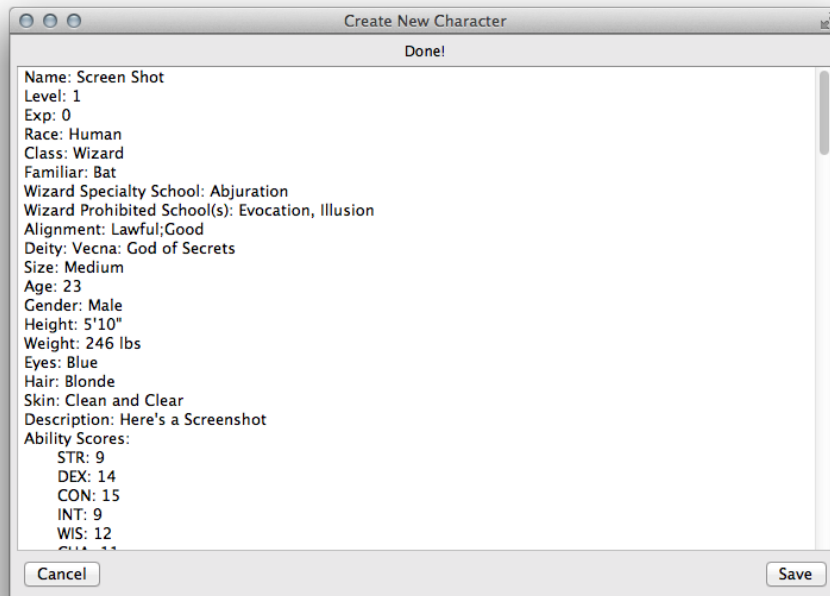 Create New Character
Done!
Name: Screen Shot
Level: 1
Exp: 0
Race: Human
Class: Wizard
Familiar: Bat
Wizard Specialty School: Abjuration
Wizard Prohibited School(s): Evocation, Illusion
Alignment: Lawful;Good
Deity: Vecna: God of Secrets
Size: Medium
Age: 23
Gender: Male
Height: 5'10"
Weight: 246 lbs
Eyes: Blue
Hair: Blonde
Skin: Clean and Clear
Description: Here's a Screenshot
Ability Scores:
STR: 9
DEX: 14
CON: 15
INT: 9
WIS: 12
Cancel
Save